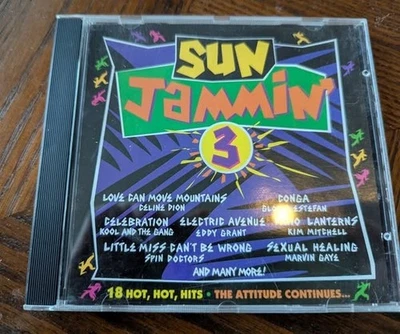 SUN
JAMMIN'
3
LOVE CAN MOVE MOUNTAINS CONGA
CELINE DION GLORIA ESTEFAN
CELEBRATION ELECTRIC AVENUE LANTERNS
KOOL AND THE GANG EDDY GRANT KIM MITCHELL
LITTLE MISS CAN'T BE WRONG SEXUAL HEALING
SPIN DOCTORS MARVIN GAYE
AND MANY MORE!
18 HOT, HOT, HITS • THE ATTITUDE CONTINUES...